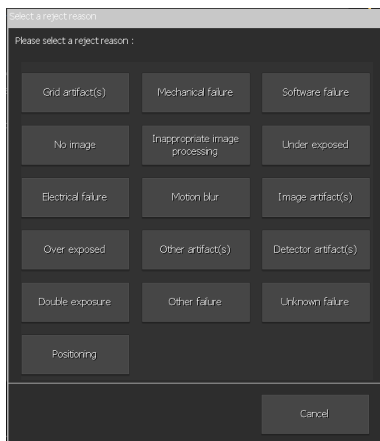 Select a reject reason
Please select a reject reason :
Grid artifact(s)
Mechanical failure
Software failure
No image
Inappropriate image
processing
Under exposed
Electrical failure
Motion blur
Image artifact(s)
Over exposed
Other artifact(s)
Detector artifact(s)
Double exposure
Other failure
Unknown failure
Positioning
Cancel